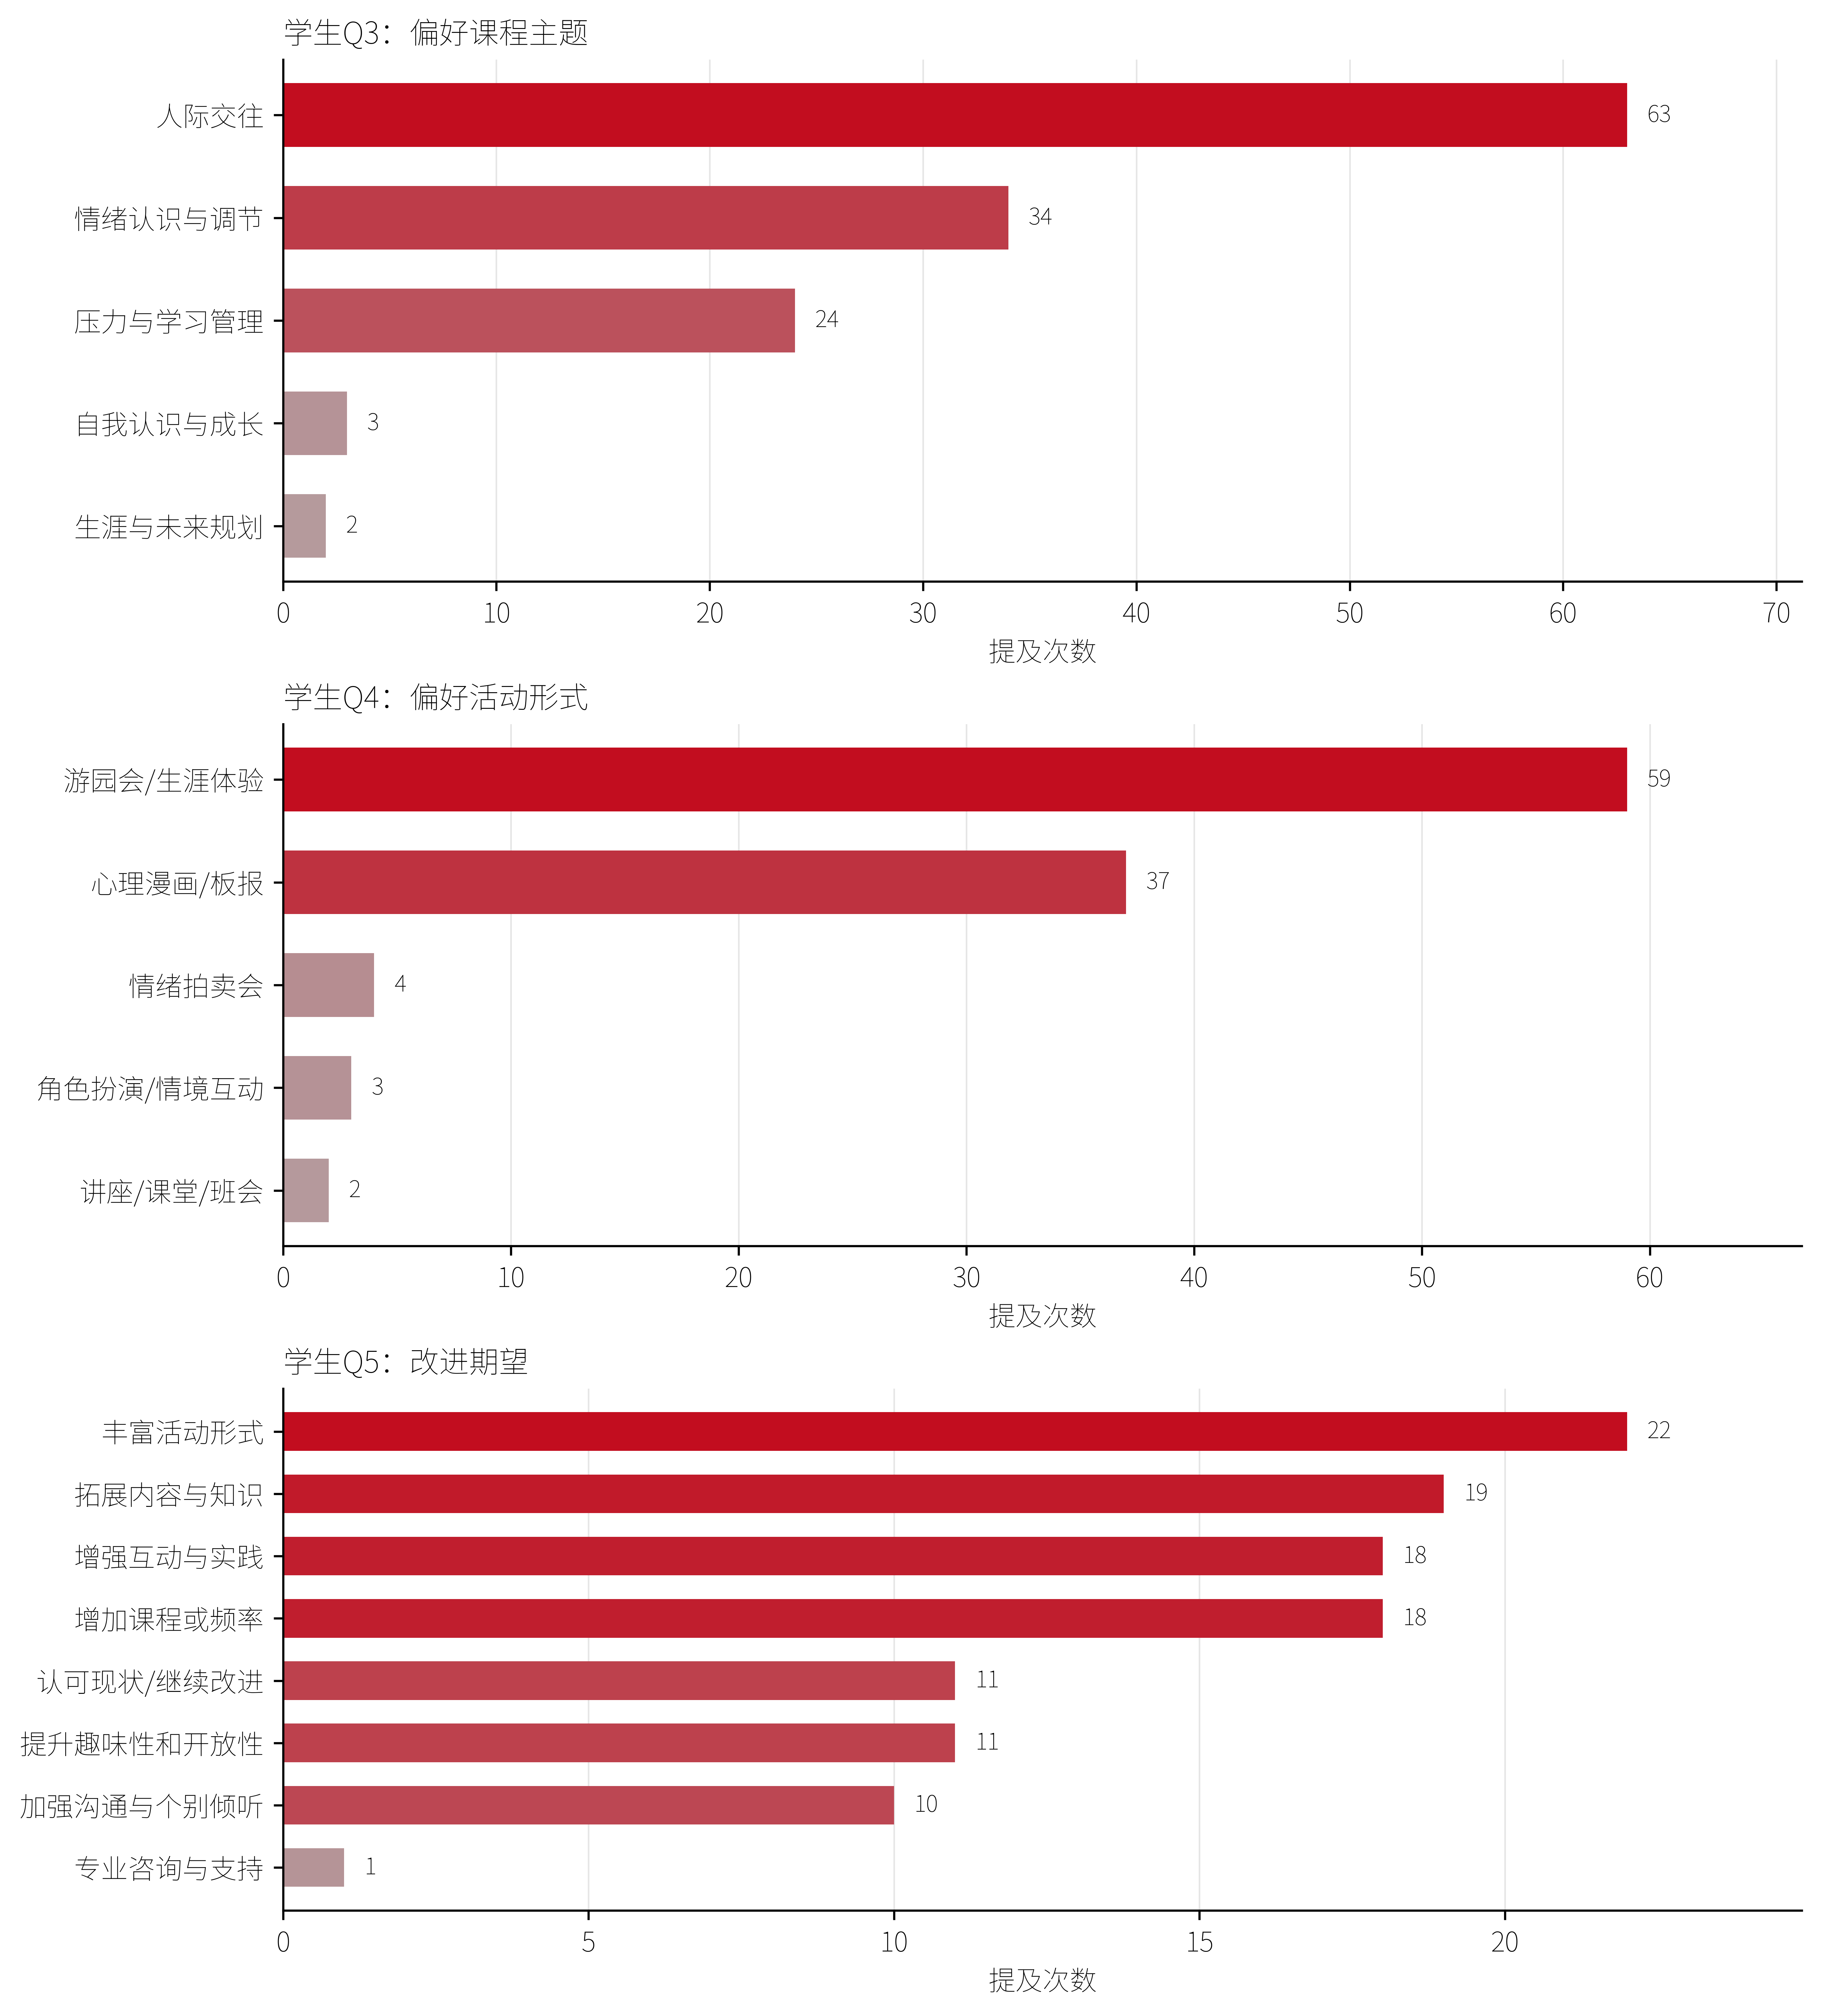 学生Q3：偏好课程主题
人际交往 63
情绪认识与调节 34
压力与学习管理 24
自我认识与成长 3
生涯与未来规划 2
0 10 20 30 40 50 60 70
提及次数
学生Q4：偏好活动形式
游园会/生涯体验 59
心理漫画/板报 37
情绪拍卖会 4
角色扮演/情境互动 3
讲座/课堂/班会 2
0 10 20 30 40 50 60
提及次数
学生Q5：改进期望
丰富活动形式 22
拓展内容与知识 19
增强互动与实践 18
增加课程或频率 18
认可现状/继续改进 11
提升趣味性和开放性 11
加强沟通与个别倾听 10
专业咨询与支持 1
0 5 10 15 20
提及次数